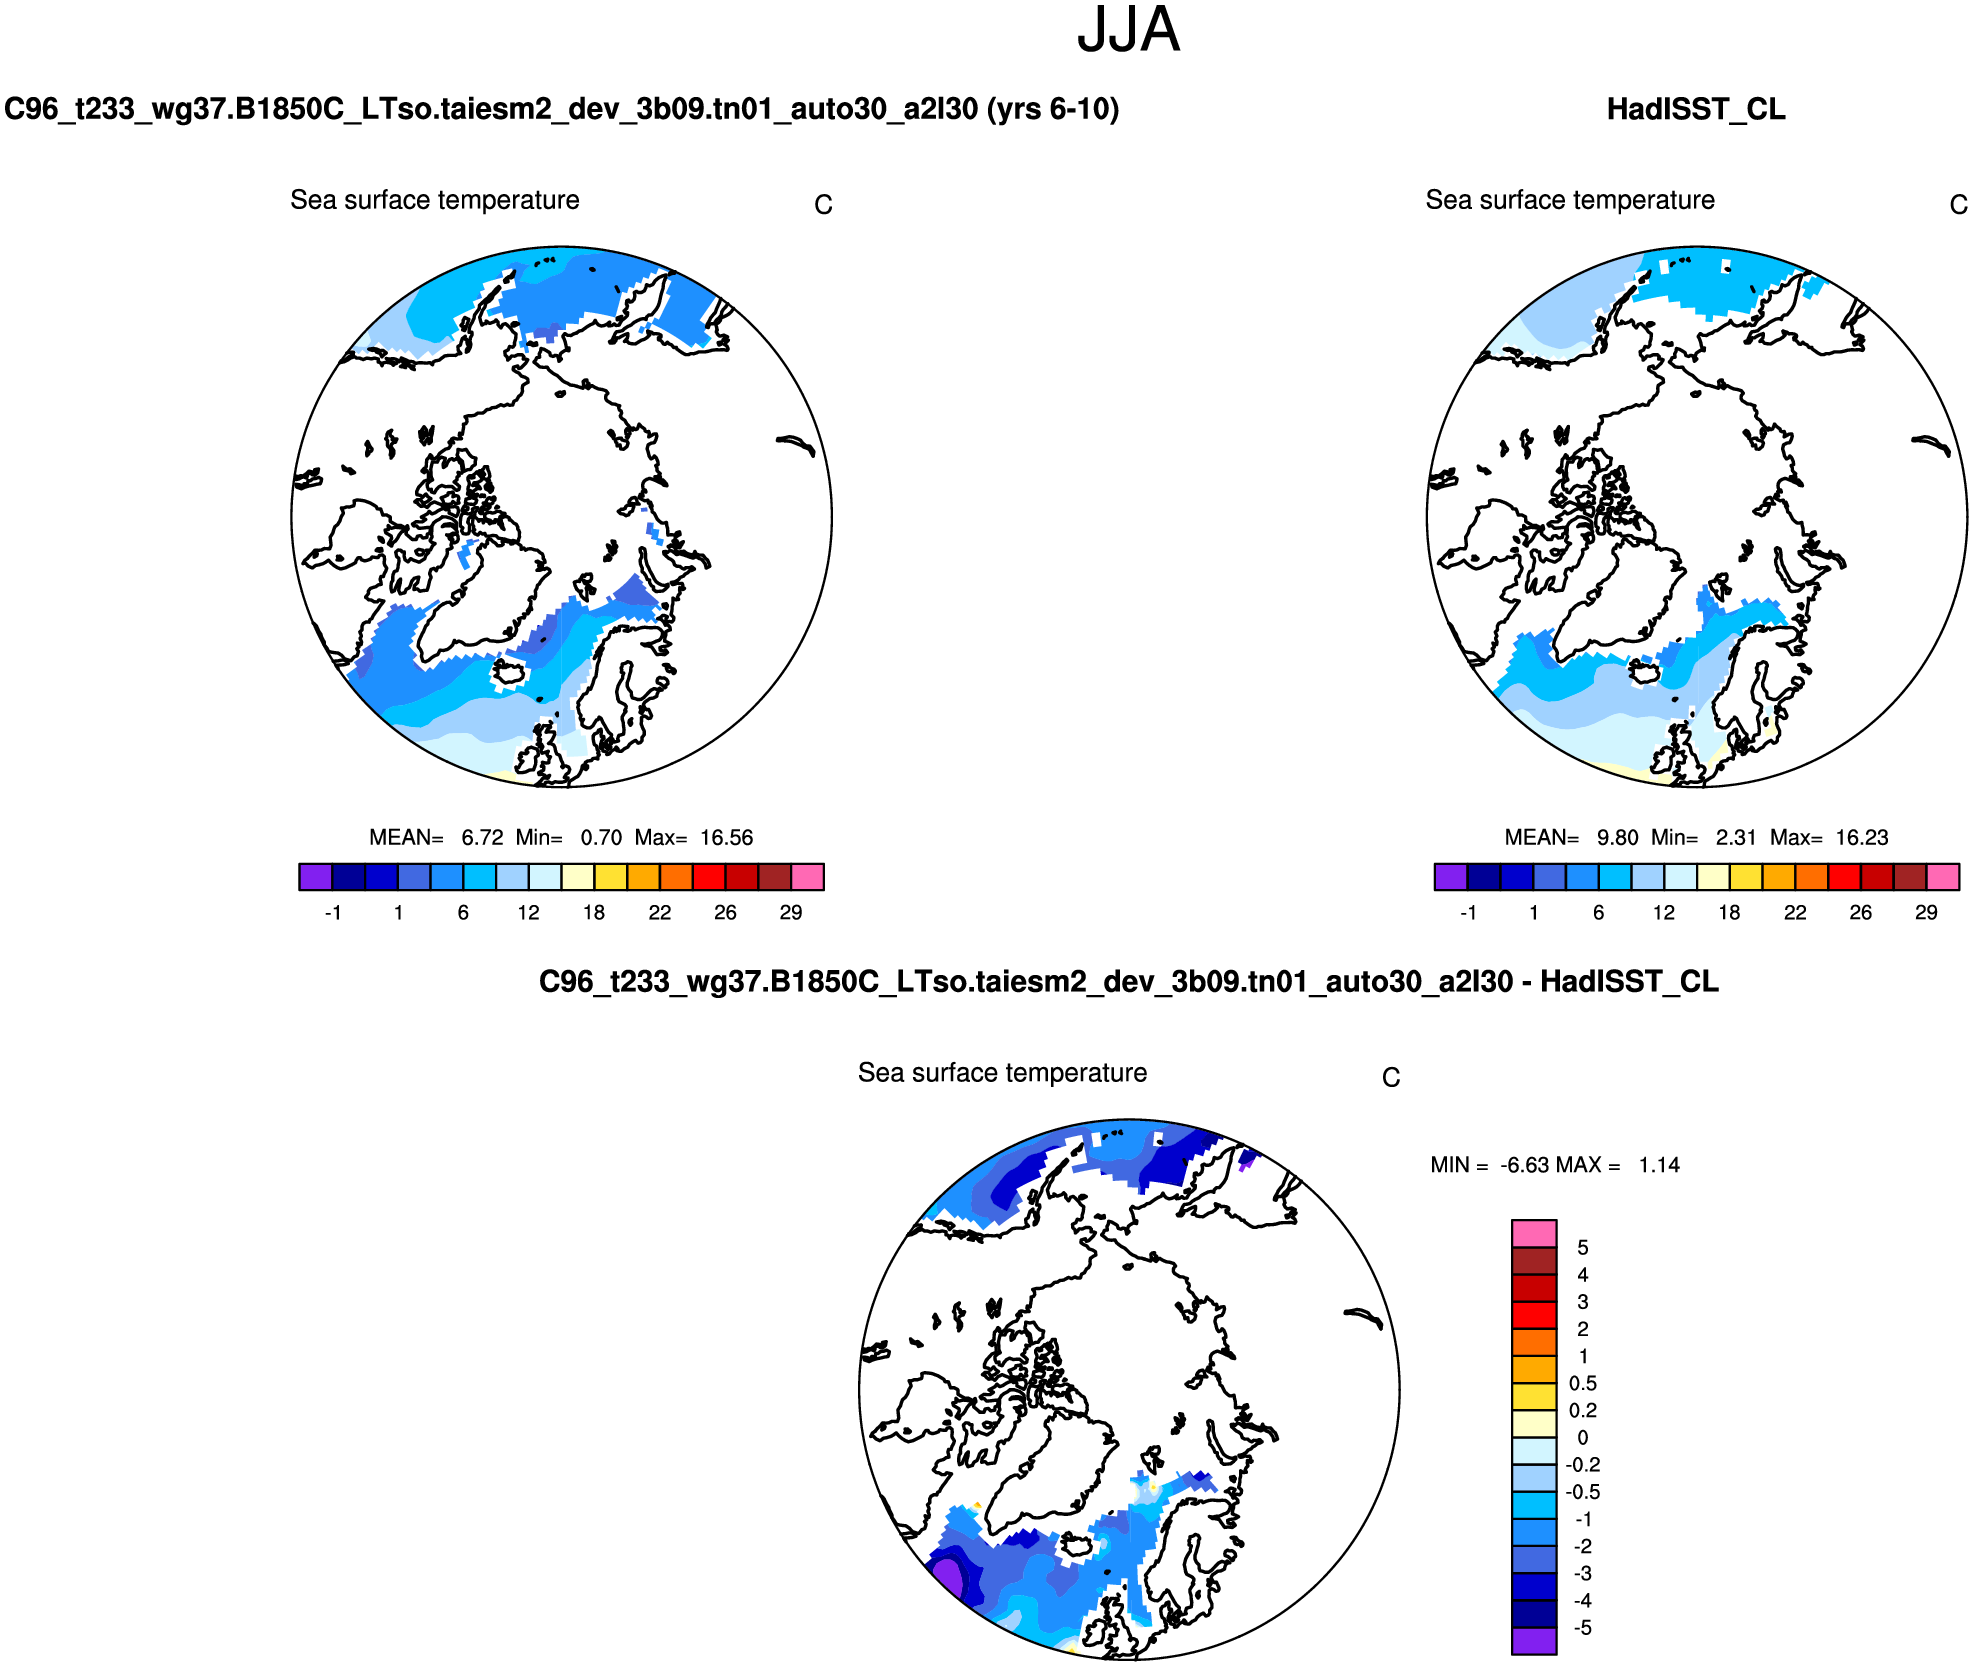 JJA
C96_t233_wg37.B1850C_LTso.taiesm2_dev_3b09.tn01_auto30_a2l30 (yrs 6-10)
HadISST_CL
Sea surface temperature C
Sea surface temperature C
MEAN= 6.72 Min= 0.70 Max= 16.56
MEAN= 9.80 Min= 2.31 Max= 16.23
-1 1 6 12 18 22 26 29
-1 1 6 12 18 22 26 29
C96_t233_wg37.B1850C_LTso.taiesm2_dev_3b09.tn01_auto30_a2l30 - HadISST_CL
Sea surface temperature C
MIN = -6.63 MAX = 1.14
5
4
3
2
1
0.5
0.2
0
-0.2
-0.5
-1
-2
-3
-4
-5